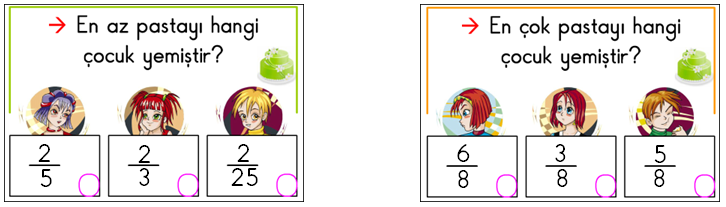 → En az pastayı hangi
çocuk yemiştir?
2/5 2/3 2/25
→ En çok pastayı hangi
çocuk yemiştir?
6/8 3/8 5/8